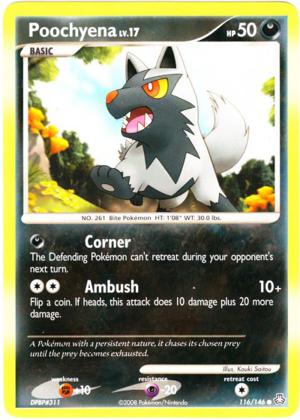 Poochyena LV.17 HP 50
BASIC
NO. 261 Bite Pokémon HT: 1'08" WT: 30.0 lbs.
Corner
The Defending Pokémon can't retreat during your opponent's
next turn.
Ambush 10+
Flip a coin. If heads, this attack does 10 damage plus 20 more
damage.
A Pokémon with a persistent nature, it chases its chosen prey
until the prey becomes exhausted.
Illus. Kouki Saitou
weakness resistance retreat cost
+10 -20
DPBP#311 ©2008 Pokémon/Nintendo 116/146